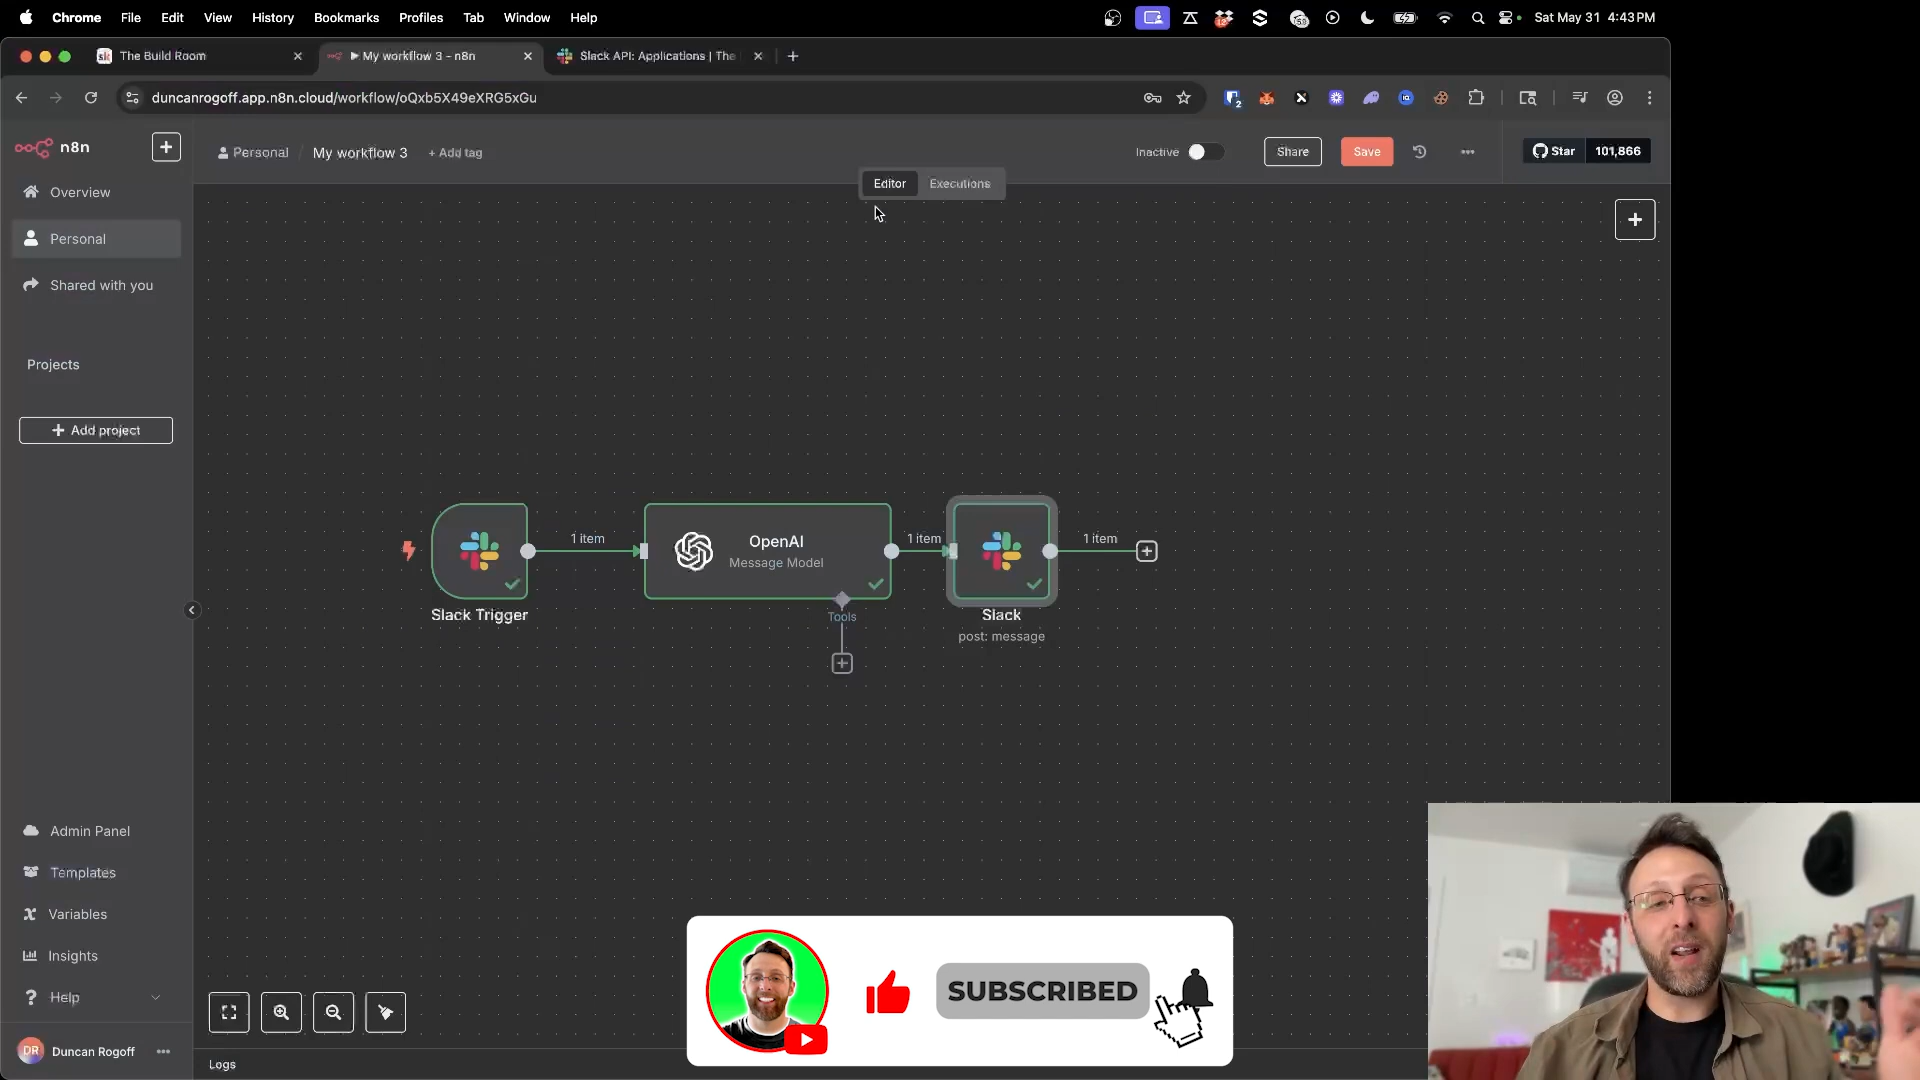 Chrome File Edit View History Bookmarks Profiles Tab Window Help
Sat May 31 4:43 PM
The Build Room
▶ My workflow 3 - n8n
Slack API: Applications | The
duncanrogoff.app.n8n.cloud/workflow/oQxb5X49eXRG5xGu
n8n
Personal / My workflow 3 + Add tag
Inactive
Share
Save
Star 101,866
Editor Executions
Overview
Personal
Shared with you
Projects
+ Add project
1 item
OpenAI
Message Model
1 item
1 item
Slack Trigger
Tools
Slack
post: message
Admin Panel
Templates
Variables
Insights
? Help
DR Duncan Rogoff
Logs
SUBSCRIBED